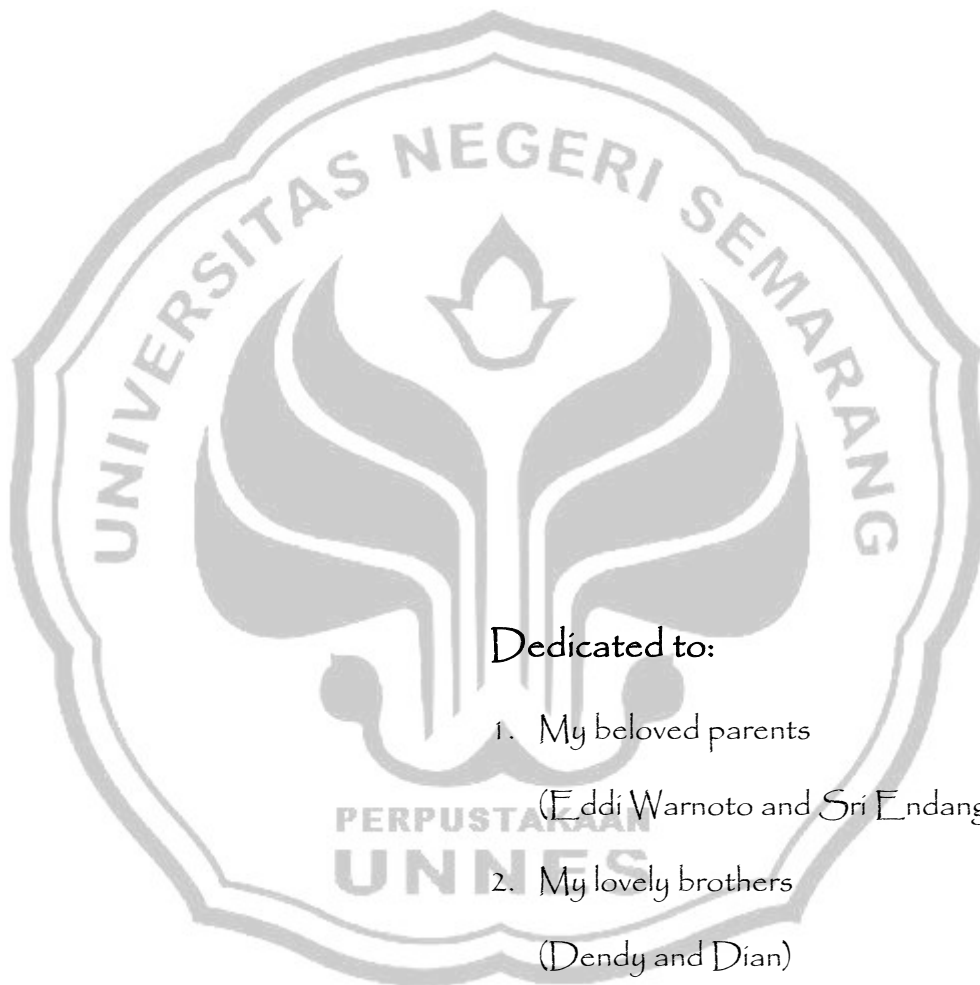 UNIVERSITAS NEGERI SEMARANG
Dedicated to:
1. My beloved parents
(Eddi Warnoto and Sri Endang
PERPUSTAKAAN
UNNES
2. My lovely brothers
(Dendy and Dian)